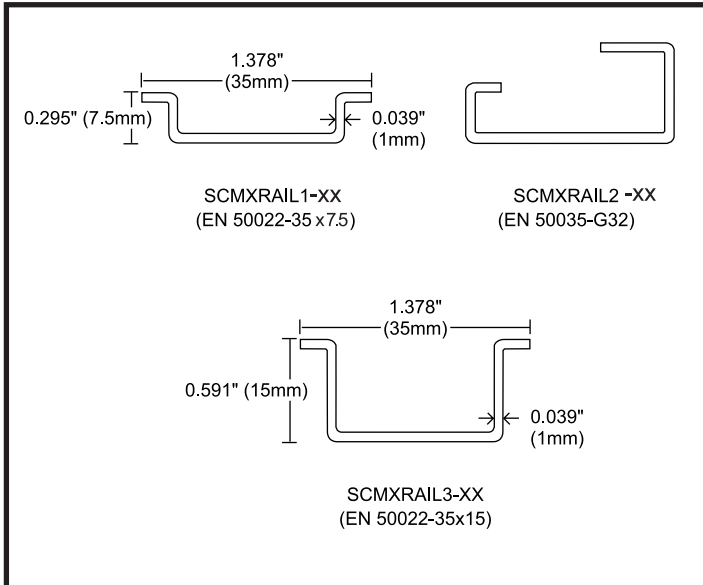 1.378"
(35mm)
0.295" (7.5mm)
0.039"
(1mm)
SCMXRAIL1-XX
(EN 50022-35 x7.5)
SCMXRAIL2 -XX
(EN 50035-G32)
1.378"
(35mm)
0.591" (15mm)
0.039"
(1mm)
SCMXRAIL3-XX
(EN 50022-35x15)